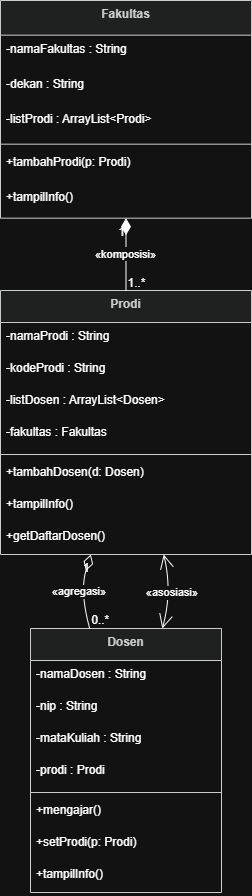 Fakultas
-namaFakultas : String
-dekan : String
-listProdi : ArrayList<Prodi>
+tambahProdi(p: Prodi)
+tampilInfo()
1
«komposisi»
1..*
Prodi
-namaProdi : String
-kodeProdi : String
-listDosen : ArrayList<Dosen>
-fakultas : Fakultas
+tambahDosen(d: Dosen)
+tampilInfo()
+getDaftarDosen()
1
«agregasi» «asosiasi»
0..*
Dosen
-namaDosen : String
-nip : String
-mataKuliah : String
-prodi : Prodi
+mengajar()
+setProdi(p: Prodi)
+tampilInfo()